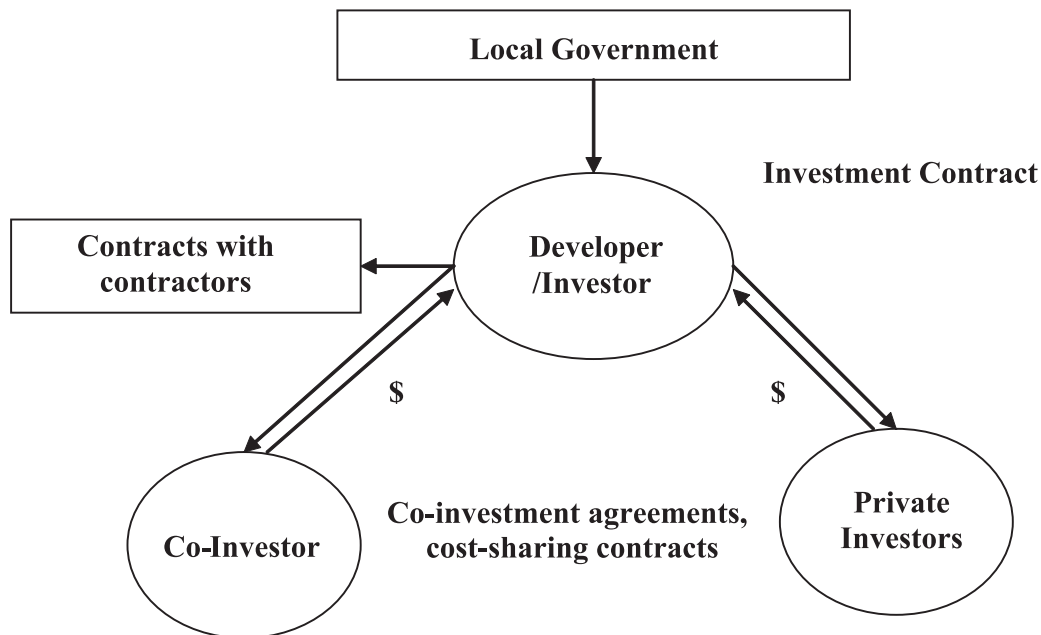 Local Government
Investment Contract
Contracts with
contractors
Developer
/Investor
$
$
Co-Investor
Co-investment agreements,
cost-sharing contracts
Private
Investors